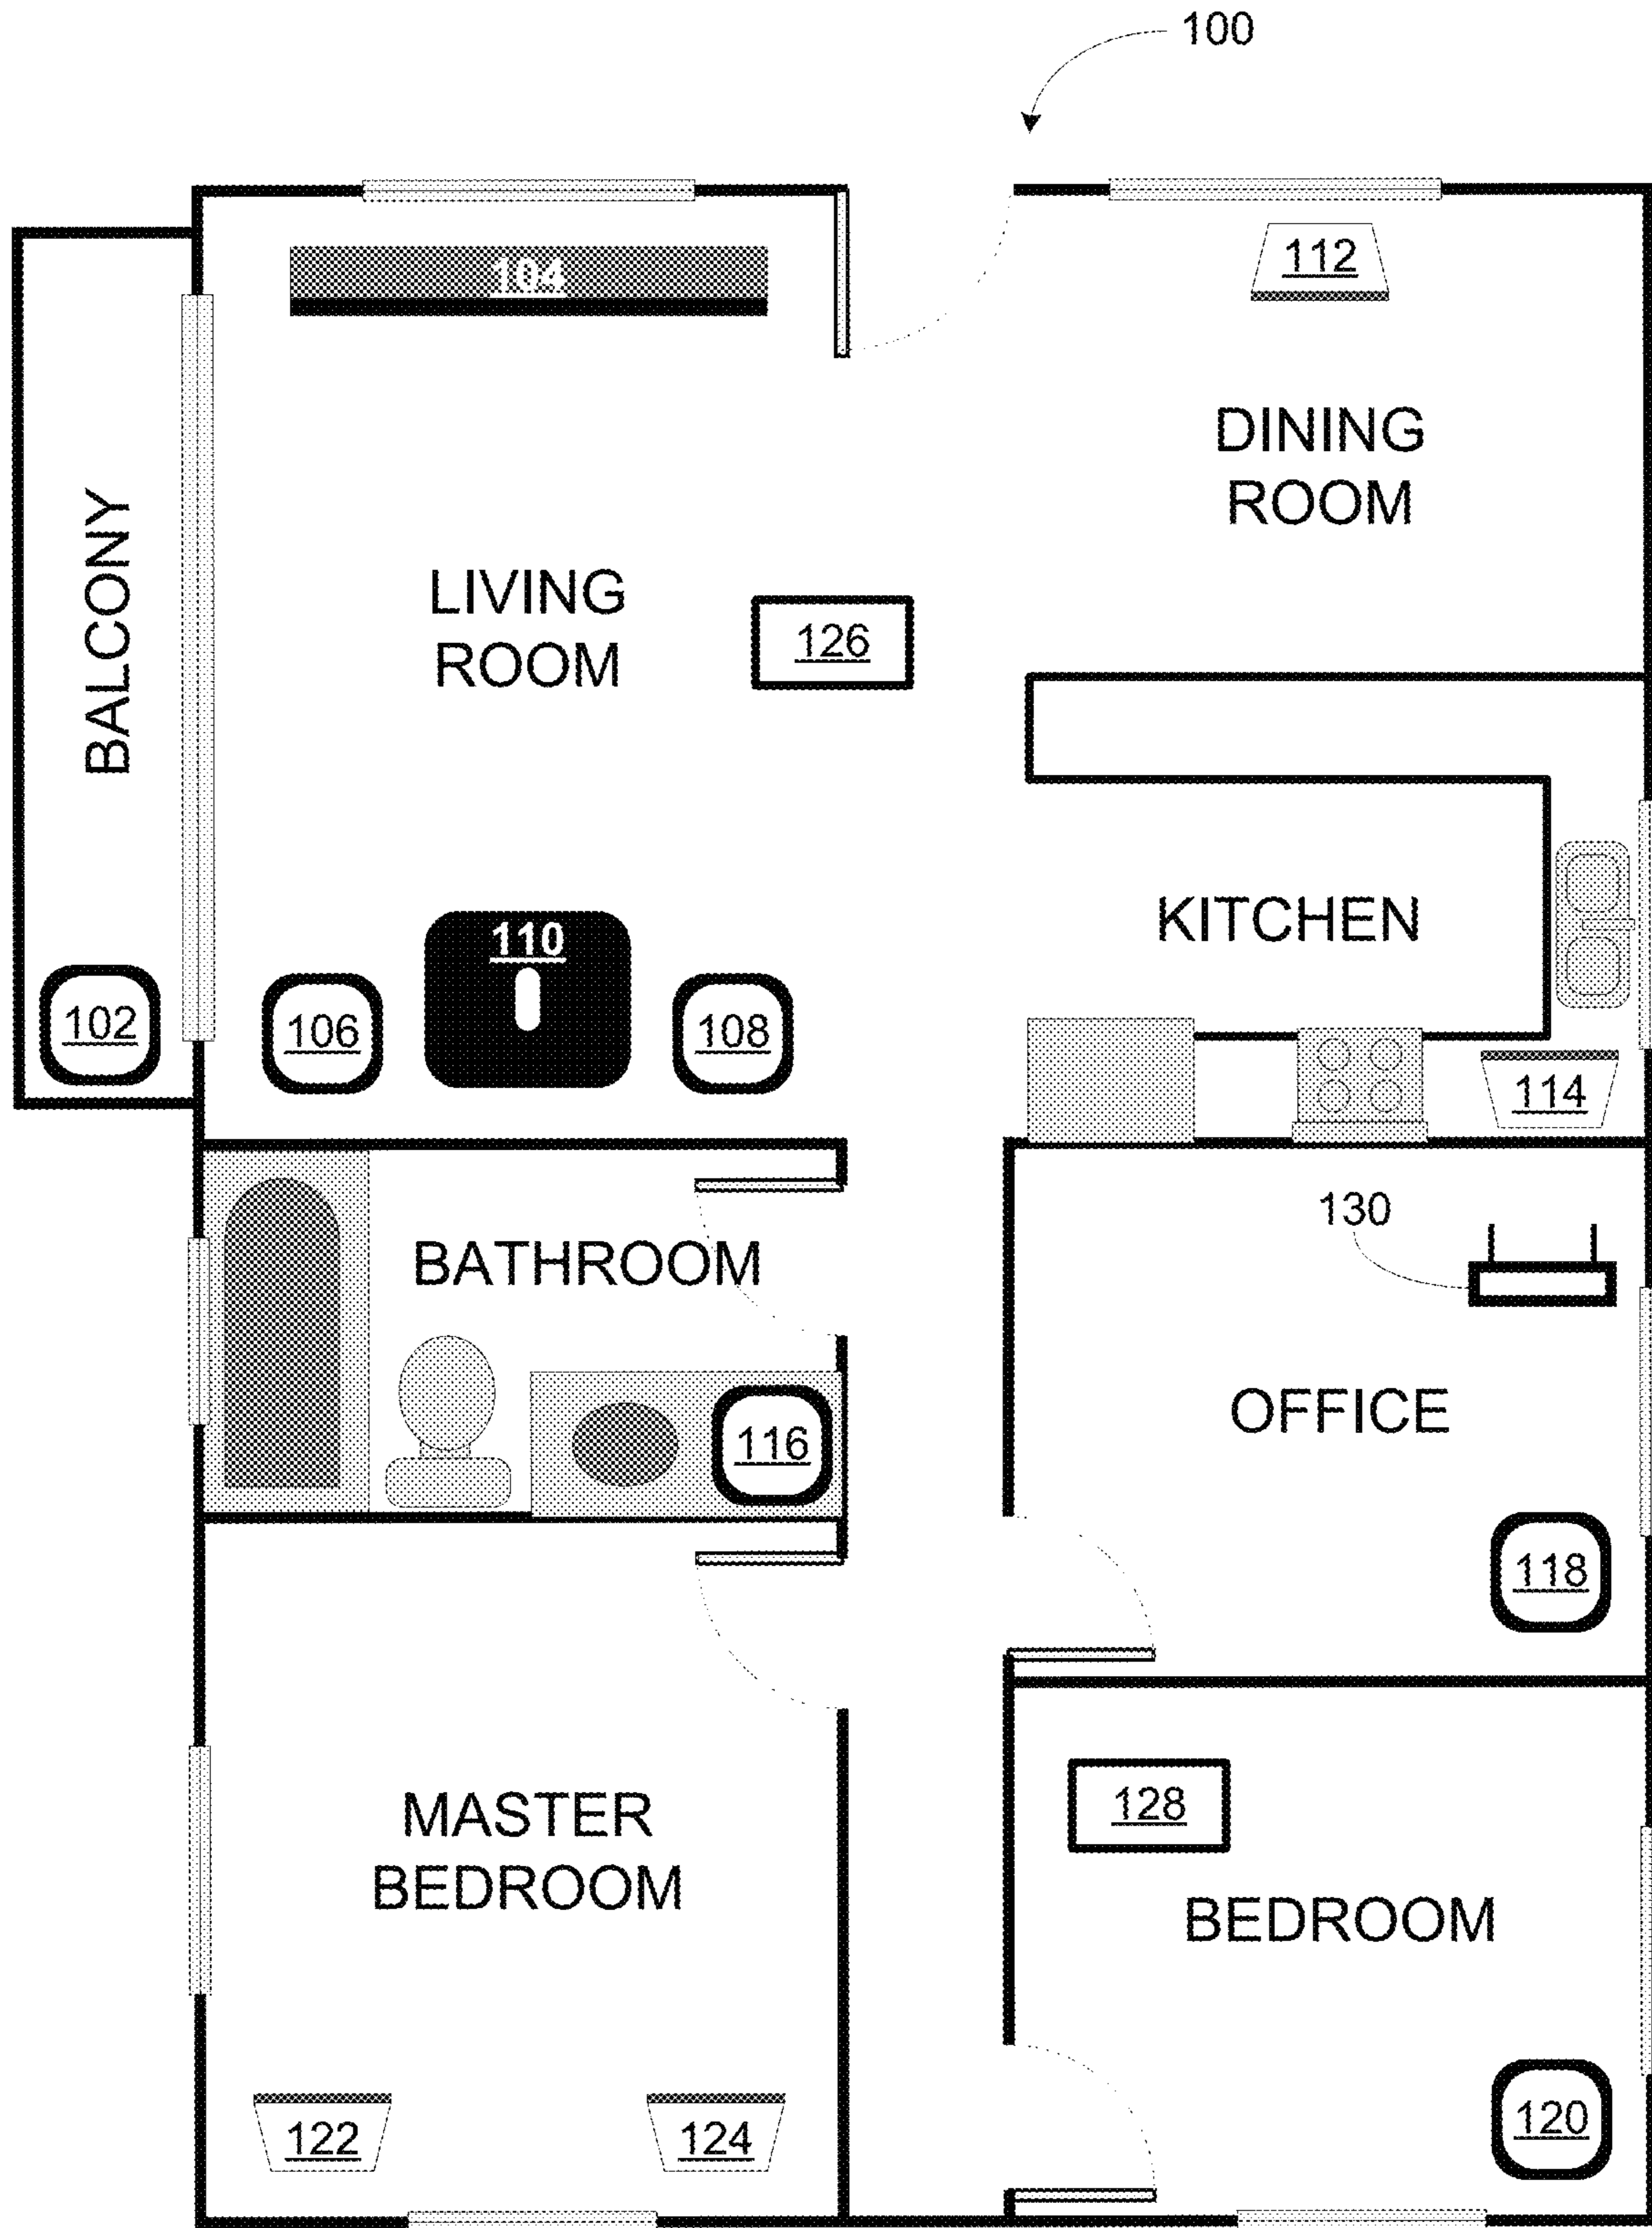 100
104
112
DINING
ROOM
BALCONY
LIVING
ROOM
126
110
KITCHEN
102
106
108
114
130
BATHROOM
OFFICE
116
118
128
MASTER
BEDROOM
BEDROOM
122
124
120